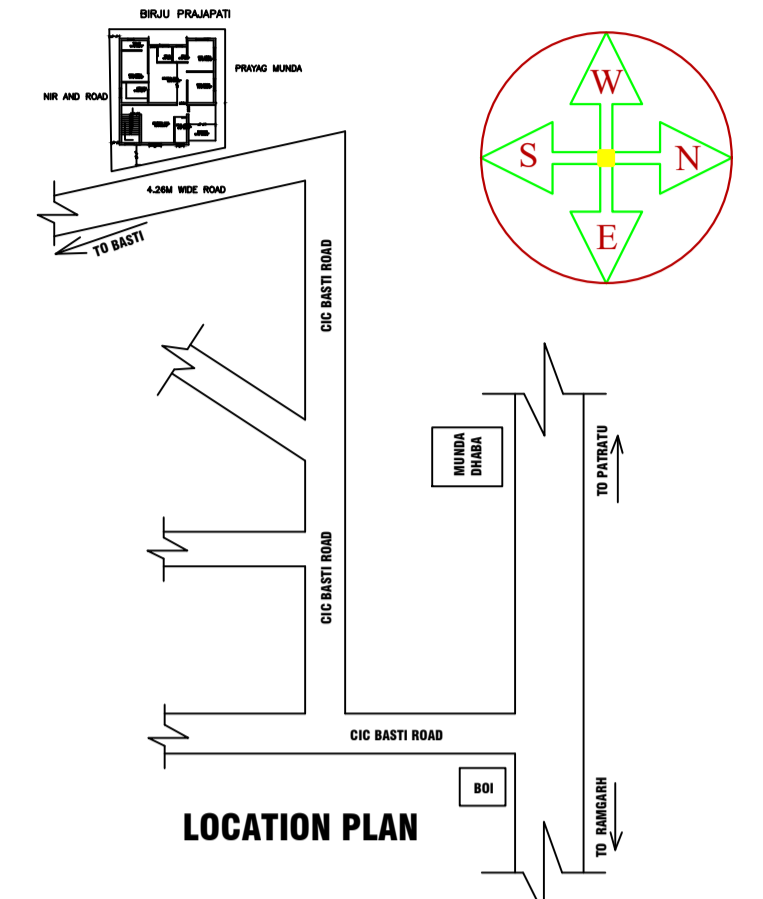 BIRJU PRAJAPATI
PRAYAG MUNDA
NIR AND ROAD
4.26M WIDE ROAD
TO BASTI
W
S
N
E
CIC BASTI ROAD
MUNDA
DHABA
TO PATRATU
CIC BASTI ROAD
CIC BASTI ROAD
BOI
TO RAMGARH
LOCATION PLAN